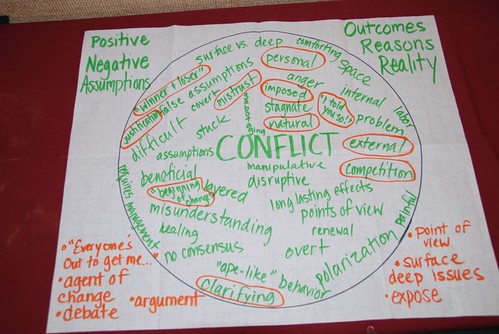 Positive
Negative
Assumptions
Outcomes
Reasons
Reality
surface vs. deep
comforting
space
personal
"winner + loser"
false assumptions
anger
internal
labor
covert
mistrust
imposed
"I told you so!"
problem
stagnate
difficult
stuck
natural
CONFLICT
external
assumptions
manipulative
competition
beneficial
disruptive
"beginning of change"
layered
long lasting effects
requires management
misunderstanding
points of view
painful
healing
renewal
no consensus
overt
polarization
"ape-like" behavior
clarifying
• "Everyone's
Out to get me..."
• agent of
change
• debate
• argument
• point of
view
• surface
deep issues
• expose